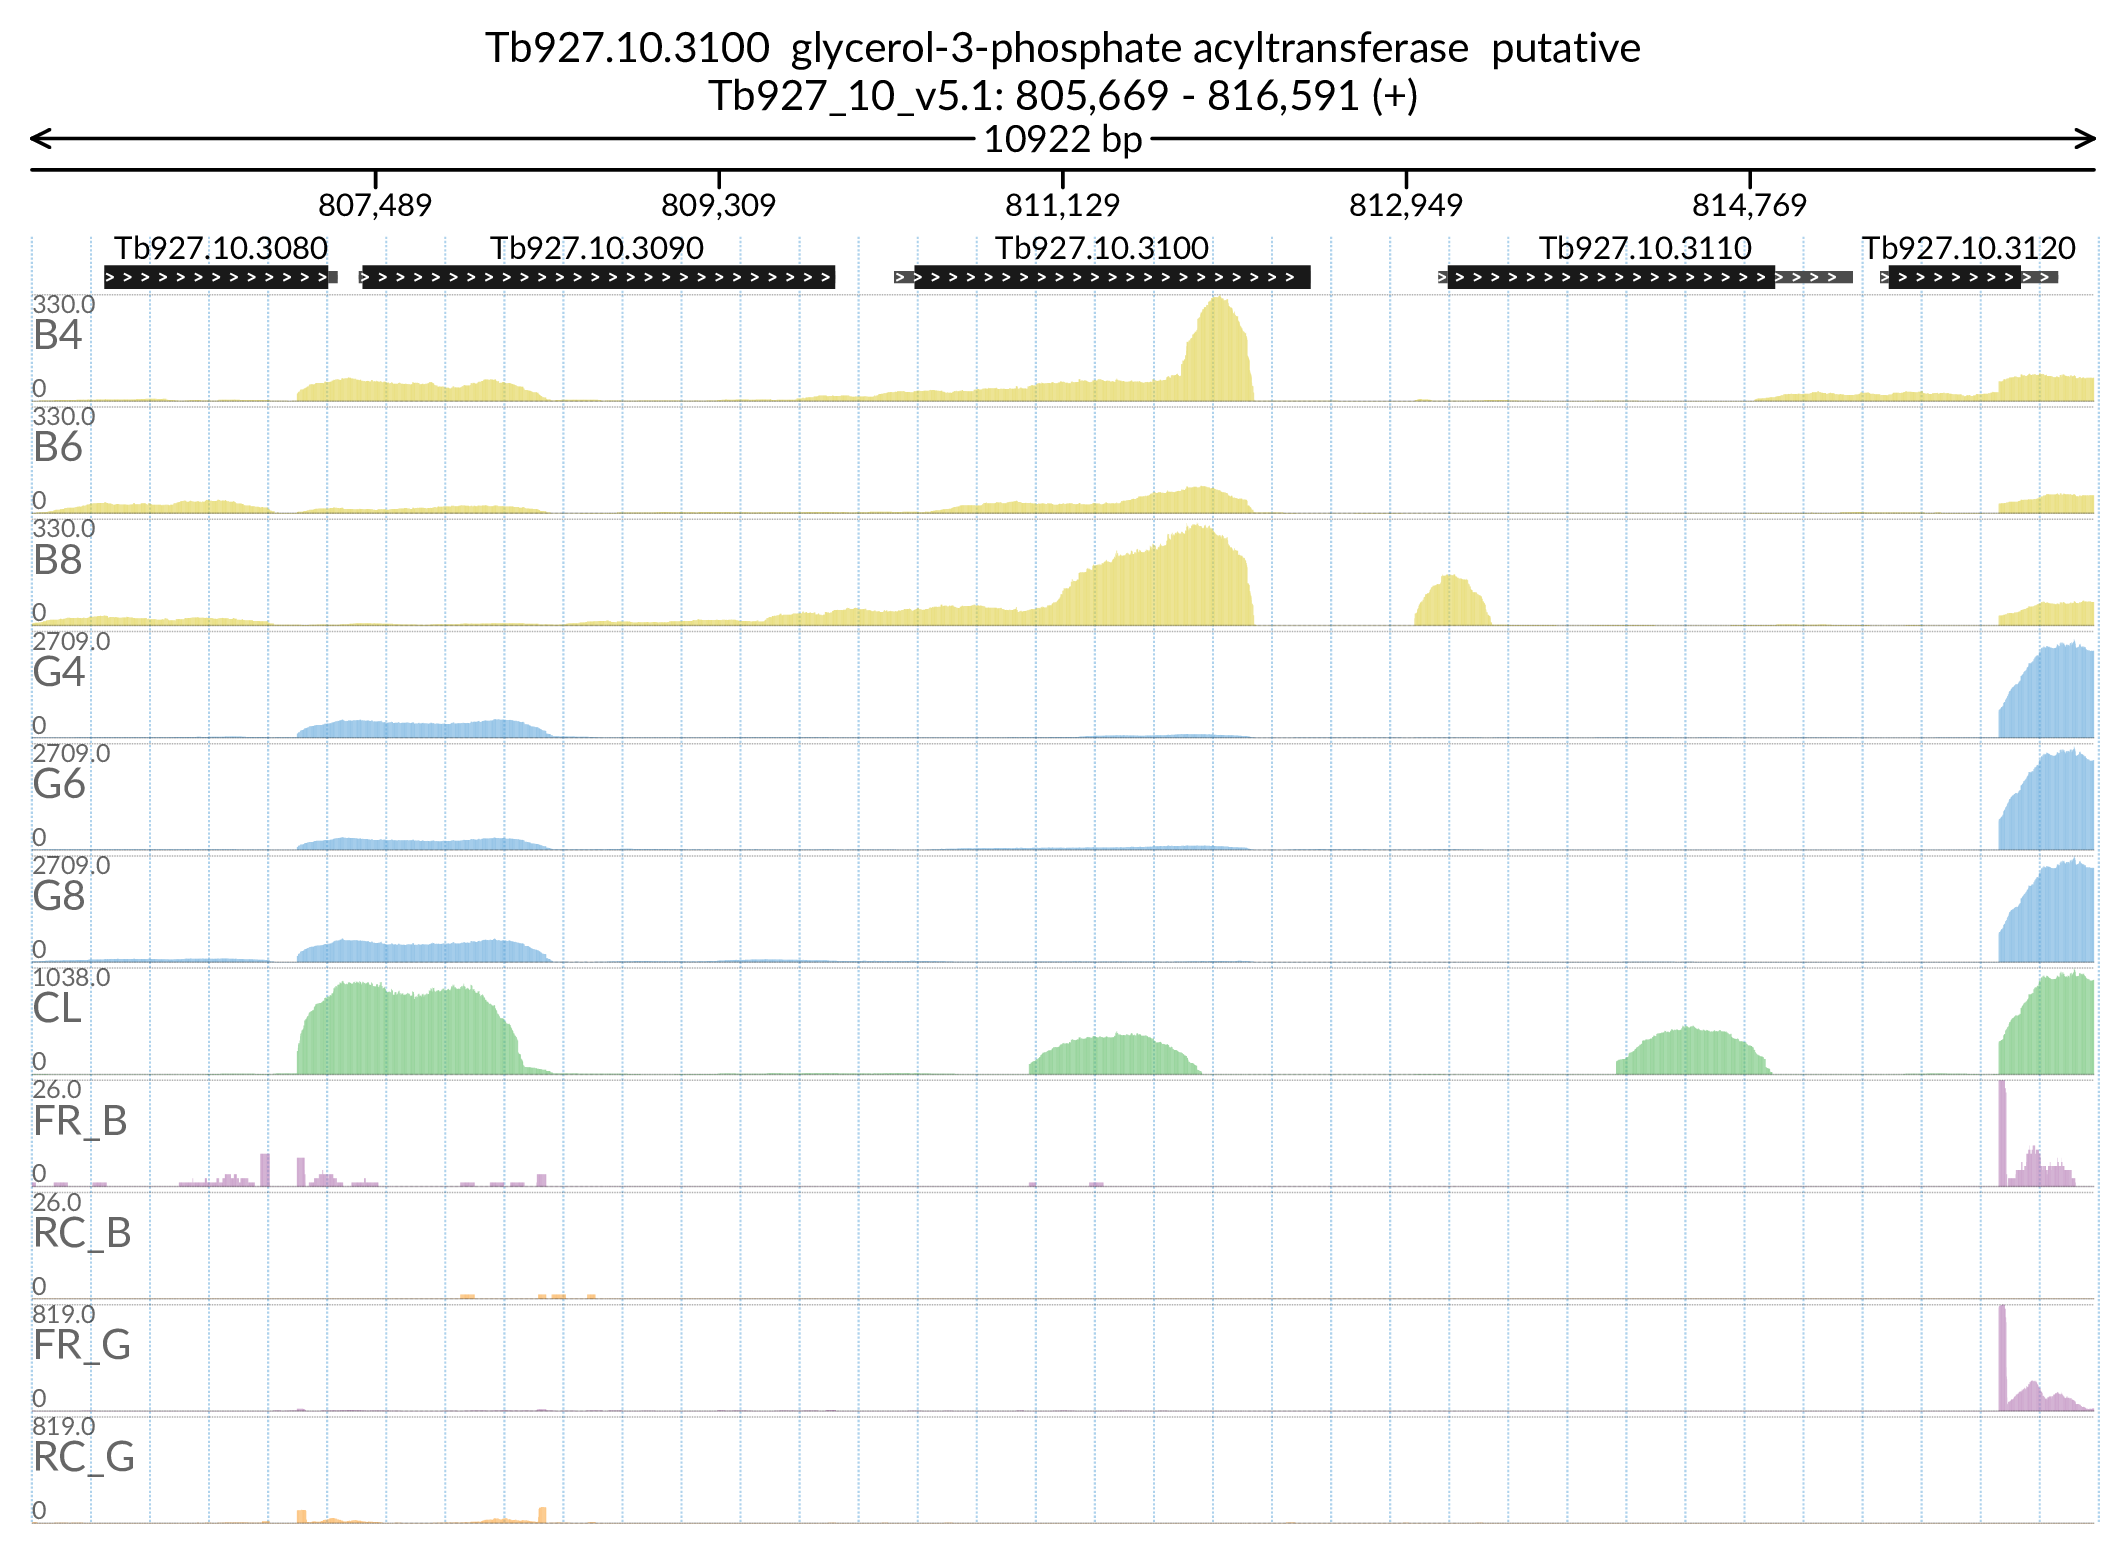 Tb927.10.3100 glycerol-3-phosphate acyltransferase putative
Tb927_10_v5.1: 805,669 - 816,591 (+)
10922 bp
807,489 809,309 811,129 812,949 814,769
Tb927.10.3080 Tb927.10.3090 Tb927.10.3100 Tb927.10.3110 Tb927.10.3120
330.0
B4
0
330.0
B6
0
330.0
B8
0
2709.0
G4
0
2709.0
G6
0
2709.0
G8
0
1038.0
CL
0
26.0
FR_B
0
26.0
RC_B
0
819.0
FR_G
0
819.0
RC_G
0